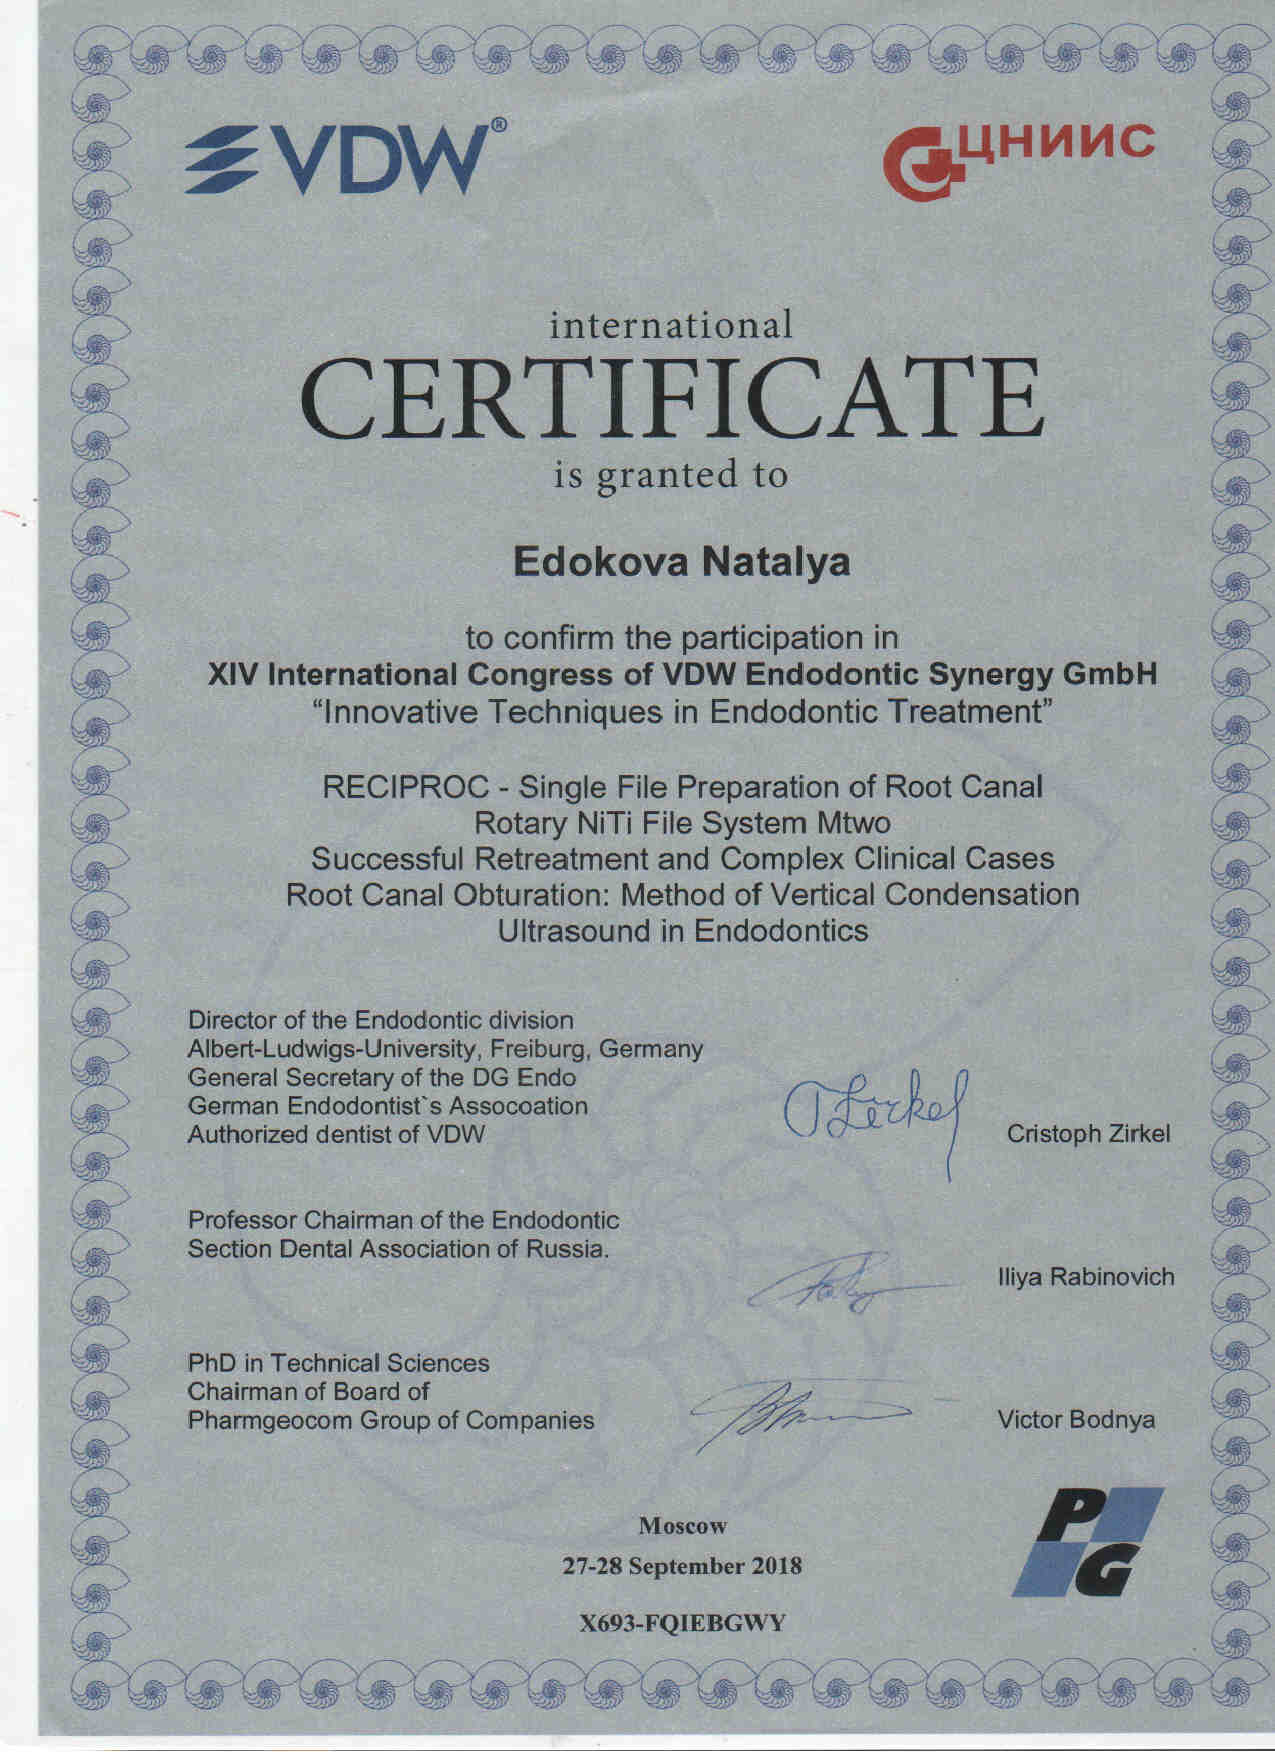 VDW®
ЦНИИС
international
CERTIFICATE
is granted to
Edokova Natalya
to confirm the participation in
XIV International Congress of VDW Endodontic Synergy GmbH
“Innovative Techniques in Endodontic Treatment”
RECIPROC - Single File Preparation of Root Canal
Rotary NiTi File System Mtwo
Successful Retreatment and Complex Clinical Cases
Root Canal Obturation: Method of Vertical Condensation
Ultrasound in Endodontics
Director of the Endodontic division
Albert-Ludwigs-University, Freiburg, Germany
General Secretary of the DG Endo
German Endodontist`s Assocoation
Authorized dentist of VDW
Cristoph Zirkel
Professor Chairman of the Endodontic
Section Dental Association of Russia.
Iliya Rabinovich
PhD in Technical Sciences
Chairman of Board of
Pharmgeocom Group of Companies
Victor Bodnya
PG
Moscow
27-28 September 2018
X693-FQIEBGWY